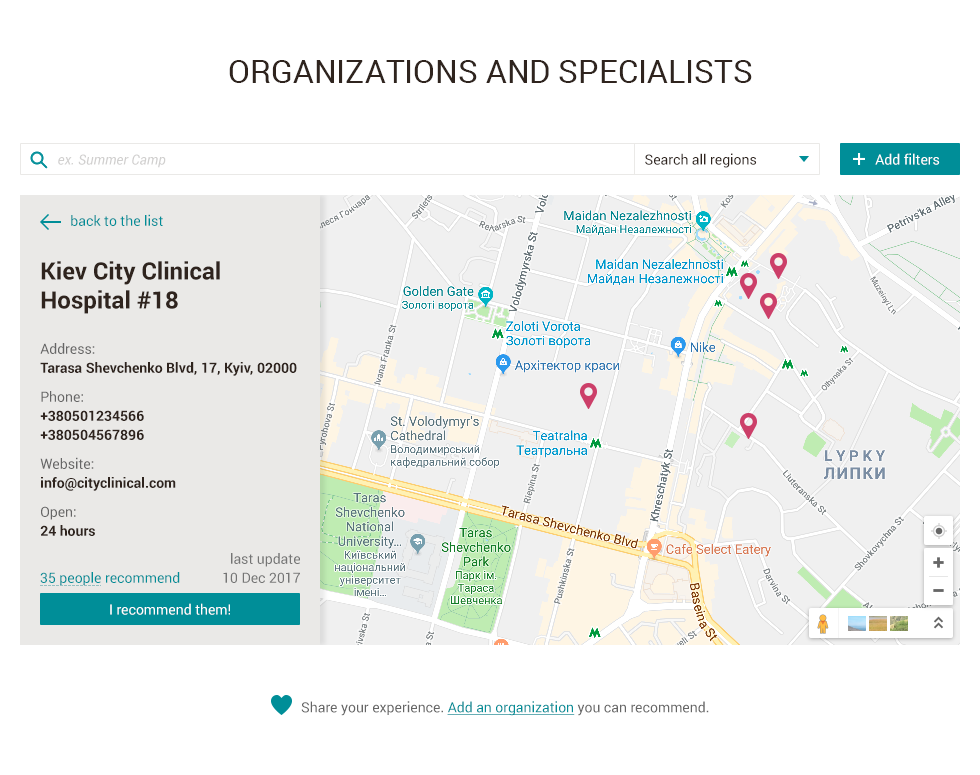 ORGANIZATIONS AND SPECIALISTS
ex. Summer Camp
Search all regions
Add filters
back to the list
Kiev City Clinical
Hospital #18
Address:
Tarasa Shevchenko Blvd, 17, Kyiv, 02000
Phone:
+380501234566
+380504567896
Website:
info@cityclinical.com
Open:
24 hours
last update
35 people recommend
10 Dec 2017
I recommend them!
Volodymyrska St
Reitarska St
Petrivs'ka Alley
Maidan Nezalezhnosti
Майдан Незалежності
Maidan Nezalezhnosti
Майдан Незалежності
Muzeinyi Ln
Golden Gate
Золоті ворота
Zoloti Vorota
Золоті ворота
Nike
Архітектор краси
Ivana Franka St
Olhynska St
St. Volodymyr's
Cathedral
Володимирський
кафедральний собор
Teatralna
Театральна
LYPKY
ЛИПКИ
Khreschatyk St
Riepina St
Liuteranska St
Taras
Shevchenko
National
University...
Київський
національний
університет
імені...
Tarasa Shevchenko Blvd
Taras
Shevchenko
Park
Парк ім.
Тараса
Шевченка
Cafe Select Eatery
Shovkovychna St
Pushkinska St
Darvina St
Baseina St
Share your experience. Add an organization you can recommend.